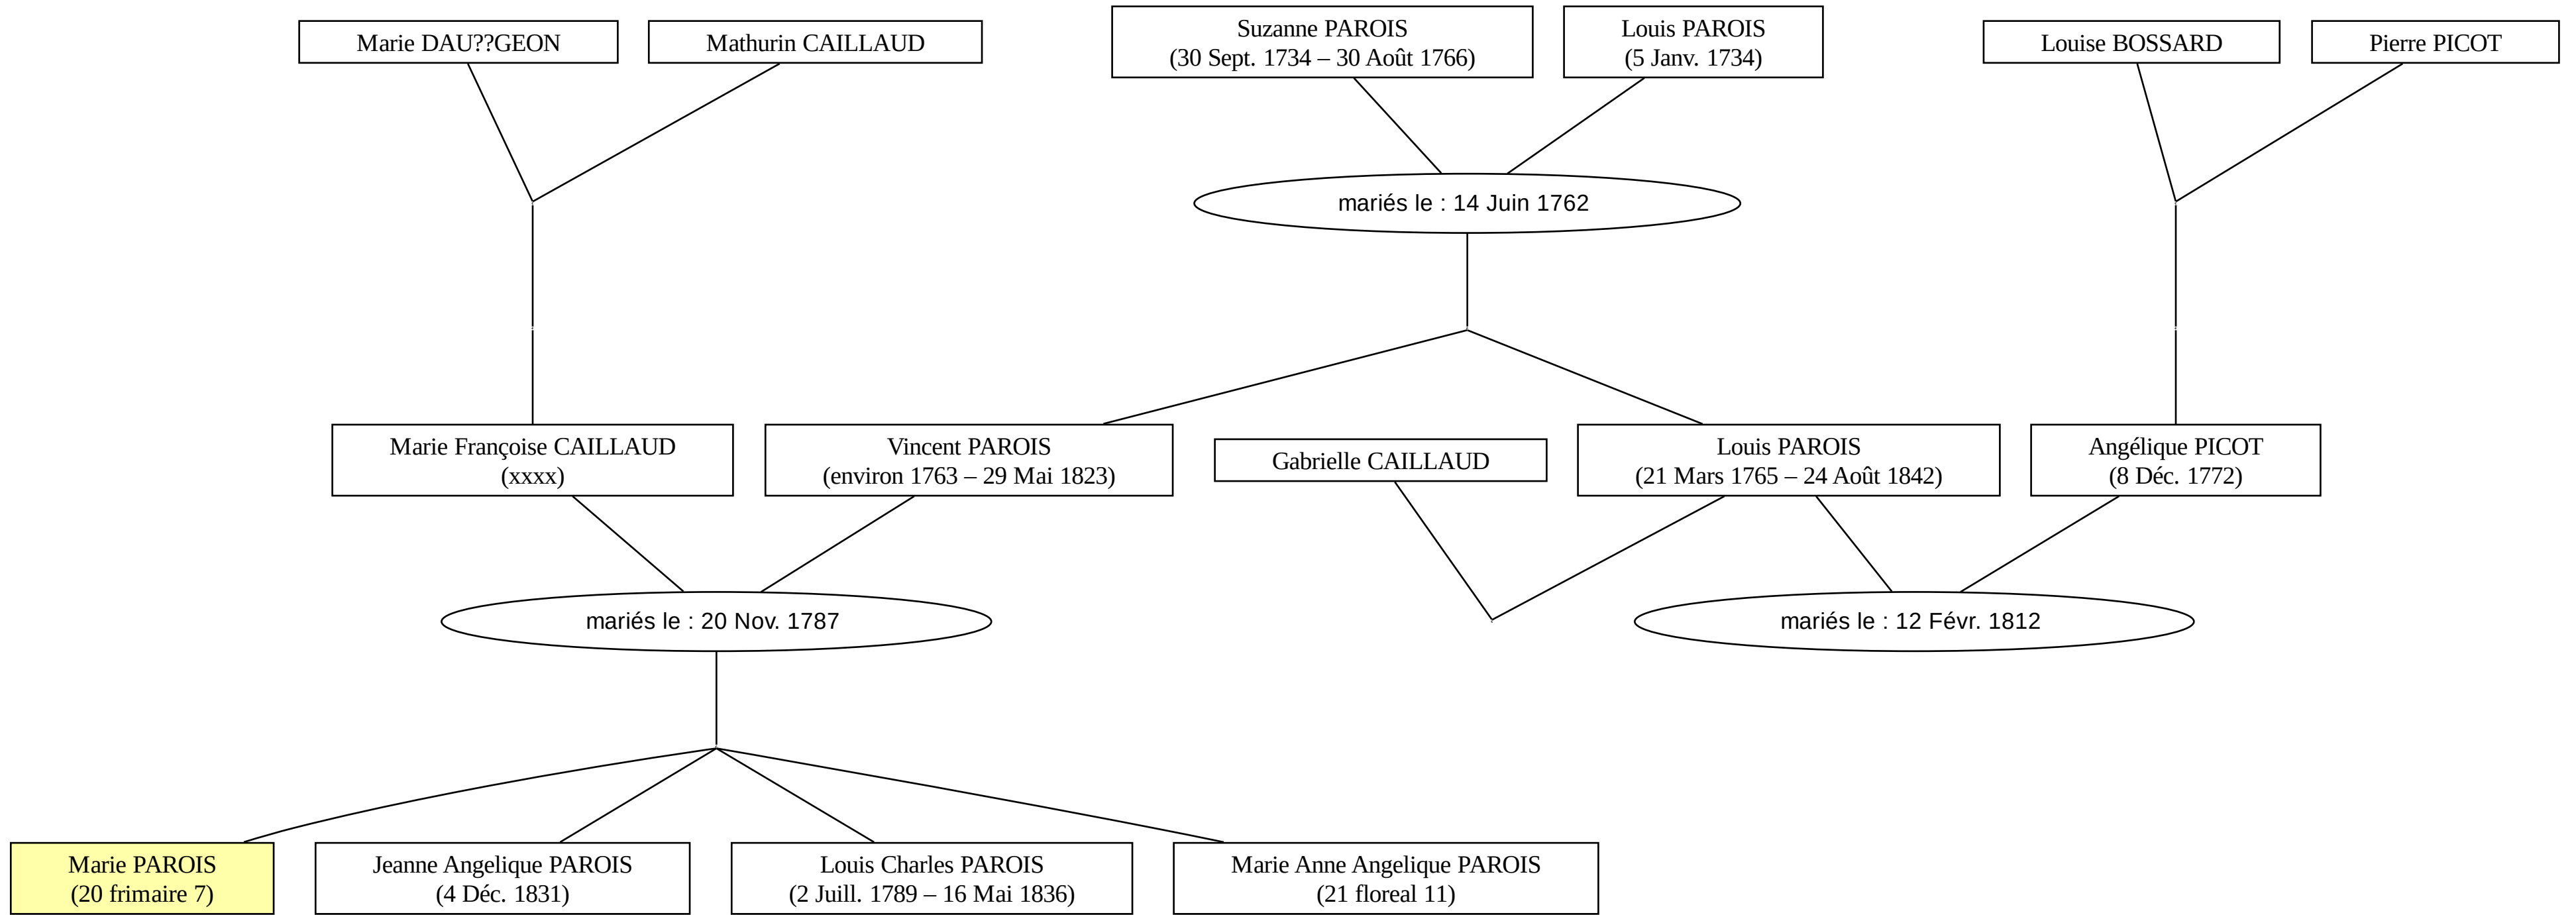 Marie DAU??GEON
Mathurin CAILLAUD
Suzanne PAROIS
(30 Sept. 1734 – 30 Août 1766)
Louis PAROIS
(5 Janv. 1734)
Louise BOSSARD
Pierre PICOT
mariés le : 14 Juin 1762
Marie Françoise CAILLAUD
(xxxx)
Vincent PAROIS
(environ 1763 – 29 Mai 1823)
Gabrielle CAILLAUD
Louis PAROIS
(21 Mars 1765 – 24 Août 1842)
Angélique PICOT
(8 Déc. 1772)
mariés le : 20 Nov. 1787
mariés le : 12 Févr. 1812
Marie PAROIS
(20 frimaire 7)
Jeanne Angelique PAROIS
(4 Déc. 1831)
Louis Charles PAROIS
(2 Juill. 1789 – 16 Mai 1836)
Marie Anne Angelique PAROIS
(21 floreal 11)